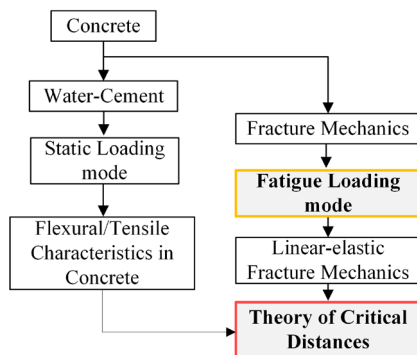 Concrete
Water-Cement
Static Loading
mode
Flexural/Tensile
Characteristics in
Concrete
Fracture Mechanics
Fatigue Loading
mode
Linear-elastic
Fracture Mechanics
Theory of Critical
Distances